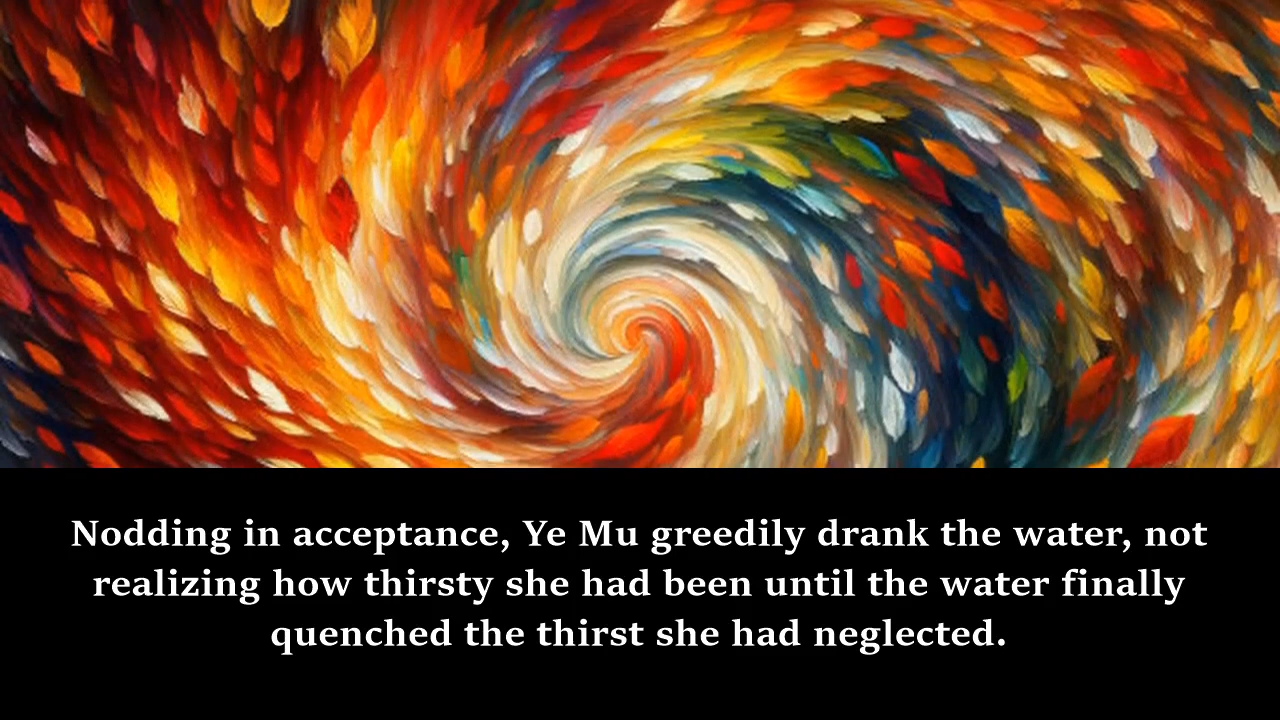 Nodding in acceptance, Ye Mu greedily drank the water, not
realizing how thirsty she had been until the water finally
quenched the thirst she had neglected.